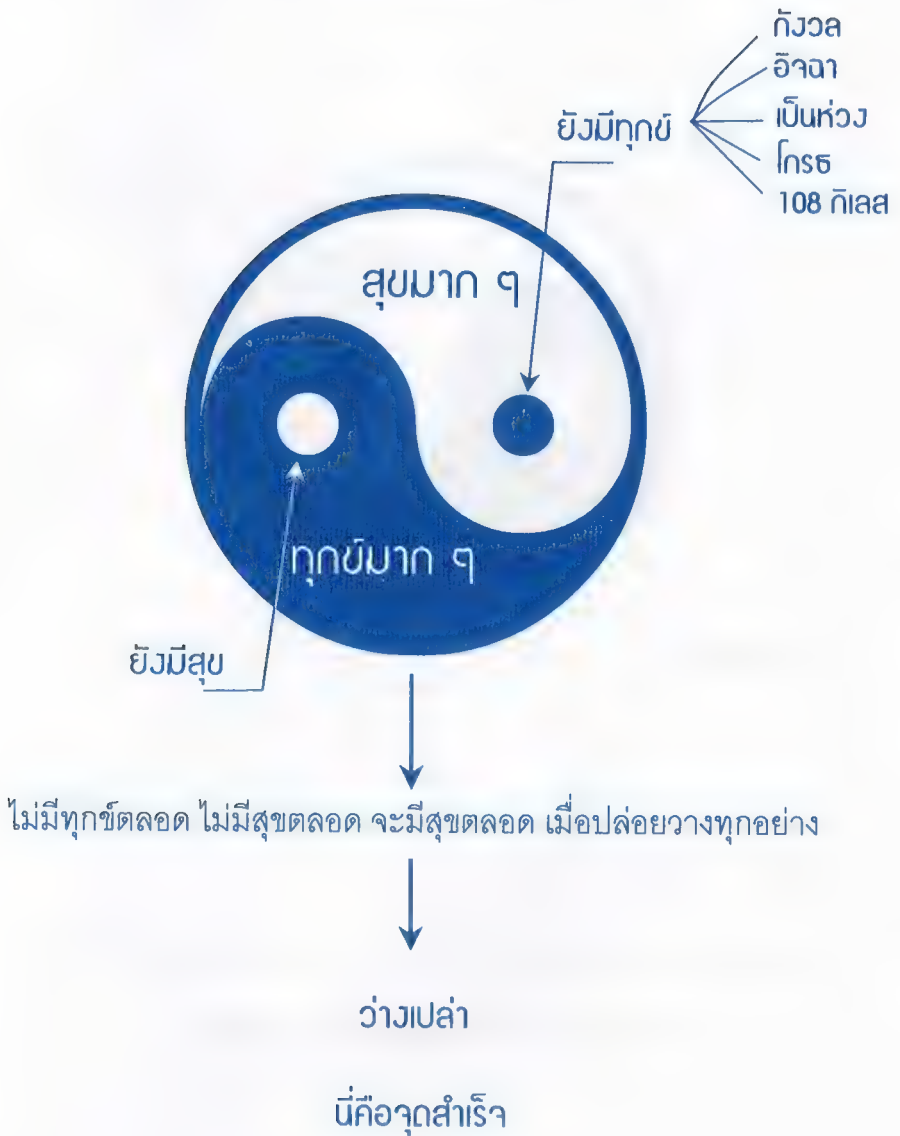 กังวล
อิจฉา
เป็นห่วง
โกรธ
108 กิเลส
ยังมีทุกข์
สุขมาก ๆ
ทุกข์มาก ๆ
ยังมีสุข
ไม่มีทุกข์ตลอด ไม่มีสุขตลอด จะมีสุขตลอด เมื่อปล่อยวางทุกอย่าง
ว่างเปล่า
นี่คือจุดสำเร็จ